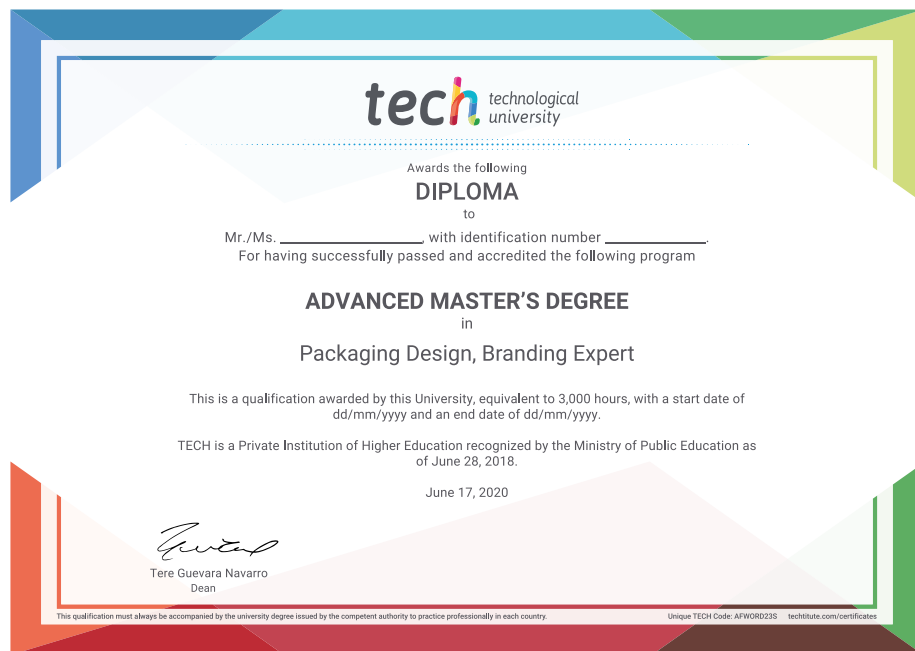 tech technological
university
Awards the following
DIPLOMA
to
Mr./Ms. ____________________, with identification number ______________.
For having successfully passed and accredited the following program
ADVANCED MASTER’S DEGREE
in
Packaging Design, Branding Expert
This is a qualification awarded by this University, equivalent to 3,000 hours, with a start date of
dd/mm/yyyy and an end date of dd/mm/yyyy.
TECH is a Private Institution of Higher Education recognized by the Ministry of Public Education as
of June 28, 2018.
June 17, 2020
Tere Guevara Navarro
Dean
This qualification must always be accompanied by the university degree issued by the competent authority to practice professionally in each country.
Unique TECH Code: AFWORD23S techtitute.com/certificates